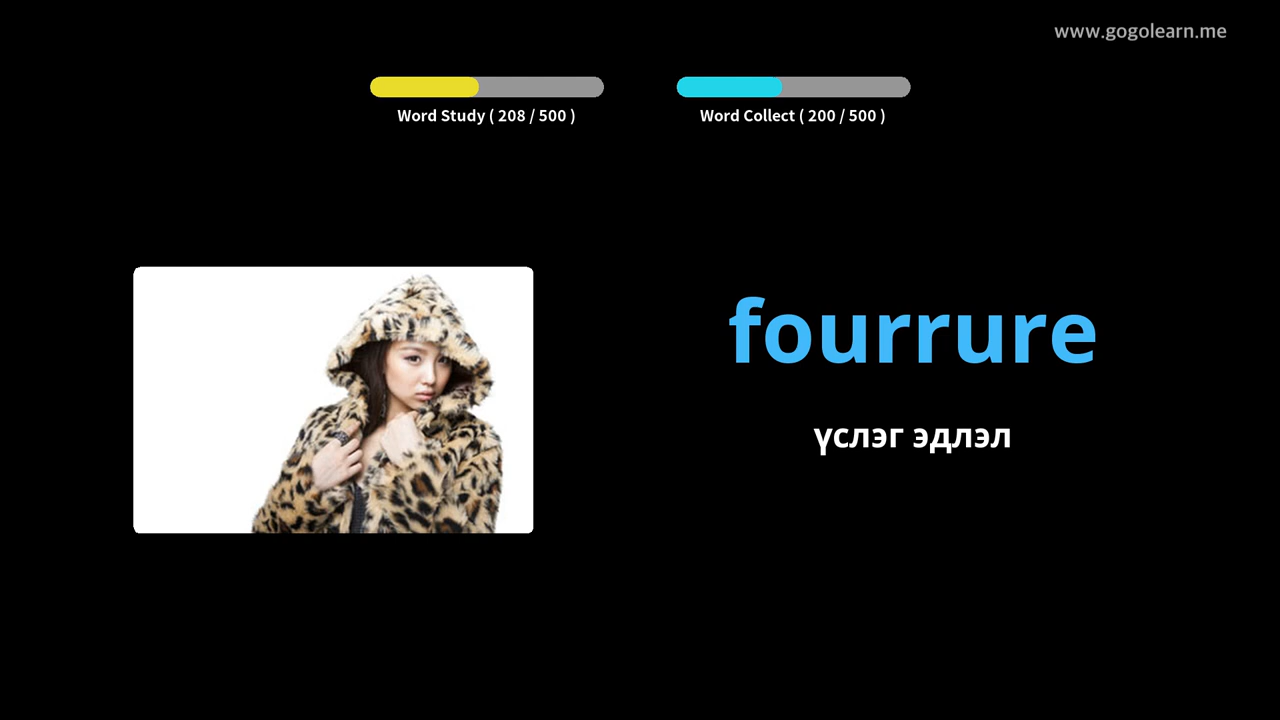 www.gogolearn.me
Word Study ( 208 / 500 )
Word Collect ( 200 / 500 )
fourrure
үслэг эдлэл